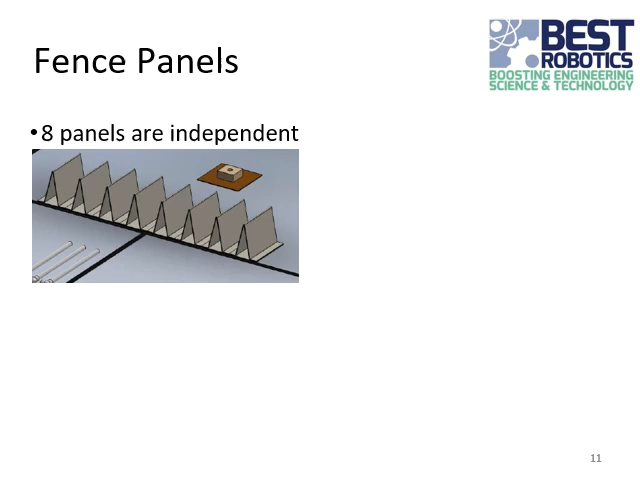 Fence Panels
BEST
ROBOTICS
BOOSTING ENGINEERING
SCIENCE & TECHNOLOGY
•8 panels are independent
11